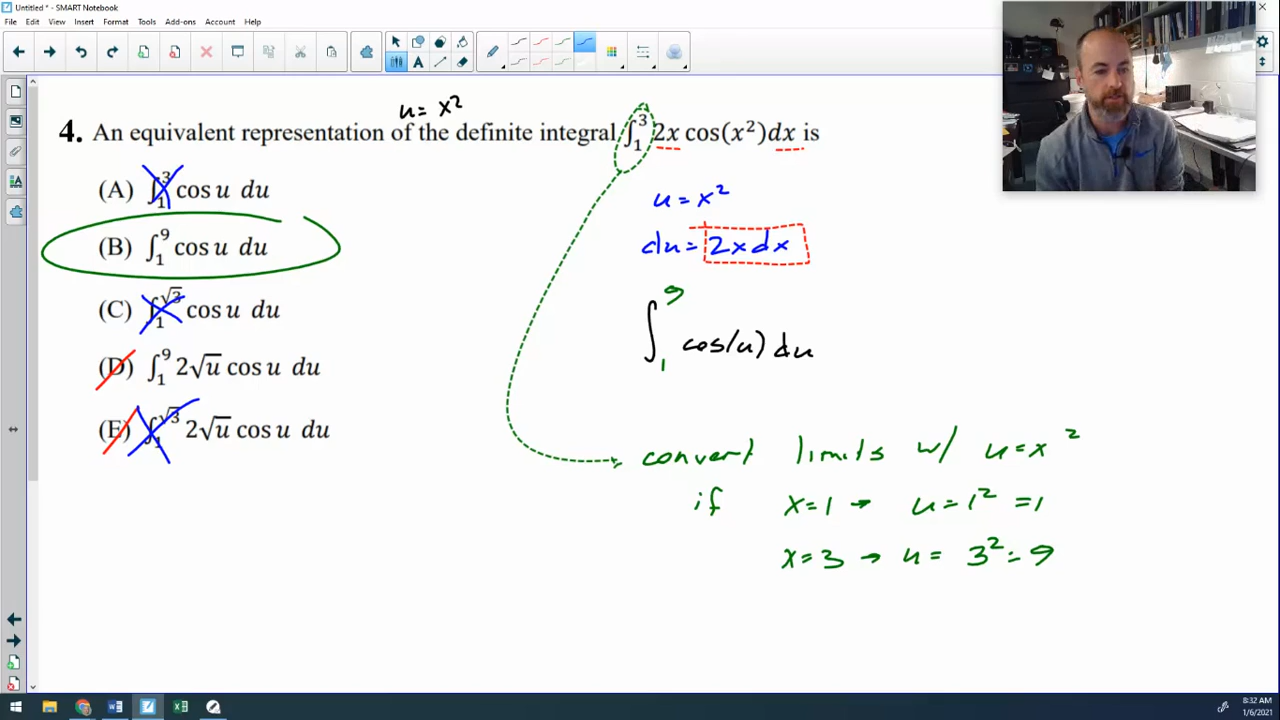 Untitled * - SMART Notebook
File Edit View Insert Format Tools Add-ons Account Help
u = x²
4. An equivalent representation of the definite integral ∫₁³ 2x cos(x²)dx is
(A) ∫₁³ cos u du
(B) ∫₁⁹ cos u du
(C) ∫₁^√3 cos u du
(D) ∫₁⁹ 2√u cos u du
(E) ∫₁^√3 2√u cos u du
u = x²
du = 2x dx
∫₁⁹ cos(u) du
convert limits w/ u = x²
if x=1 → u = 1² = 1
x=3 → u = 3² = 9
8:32 AM
1/6/2021